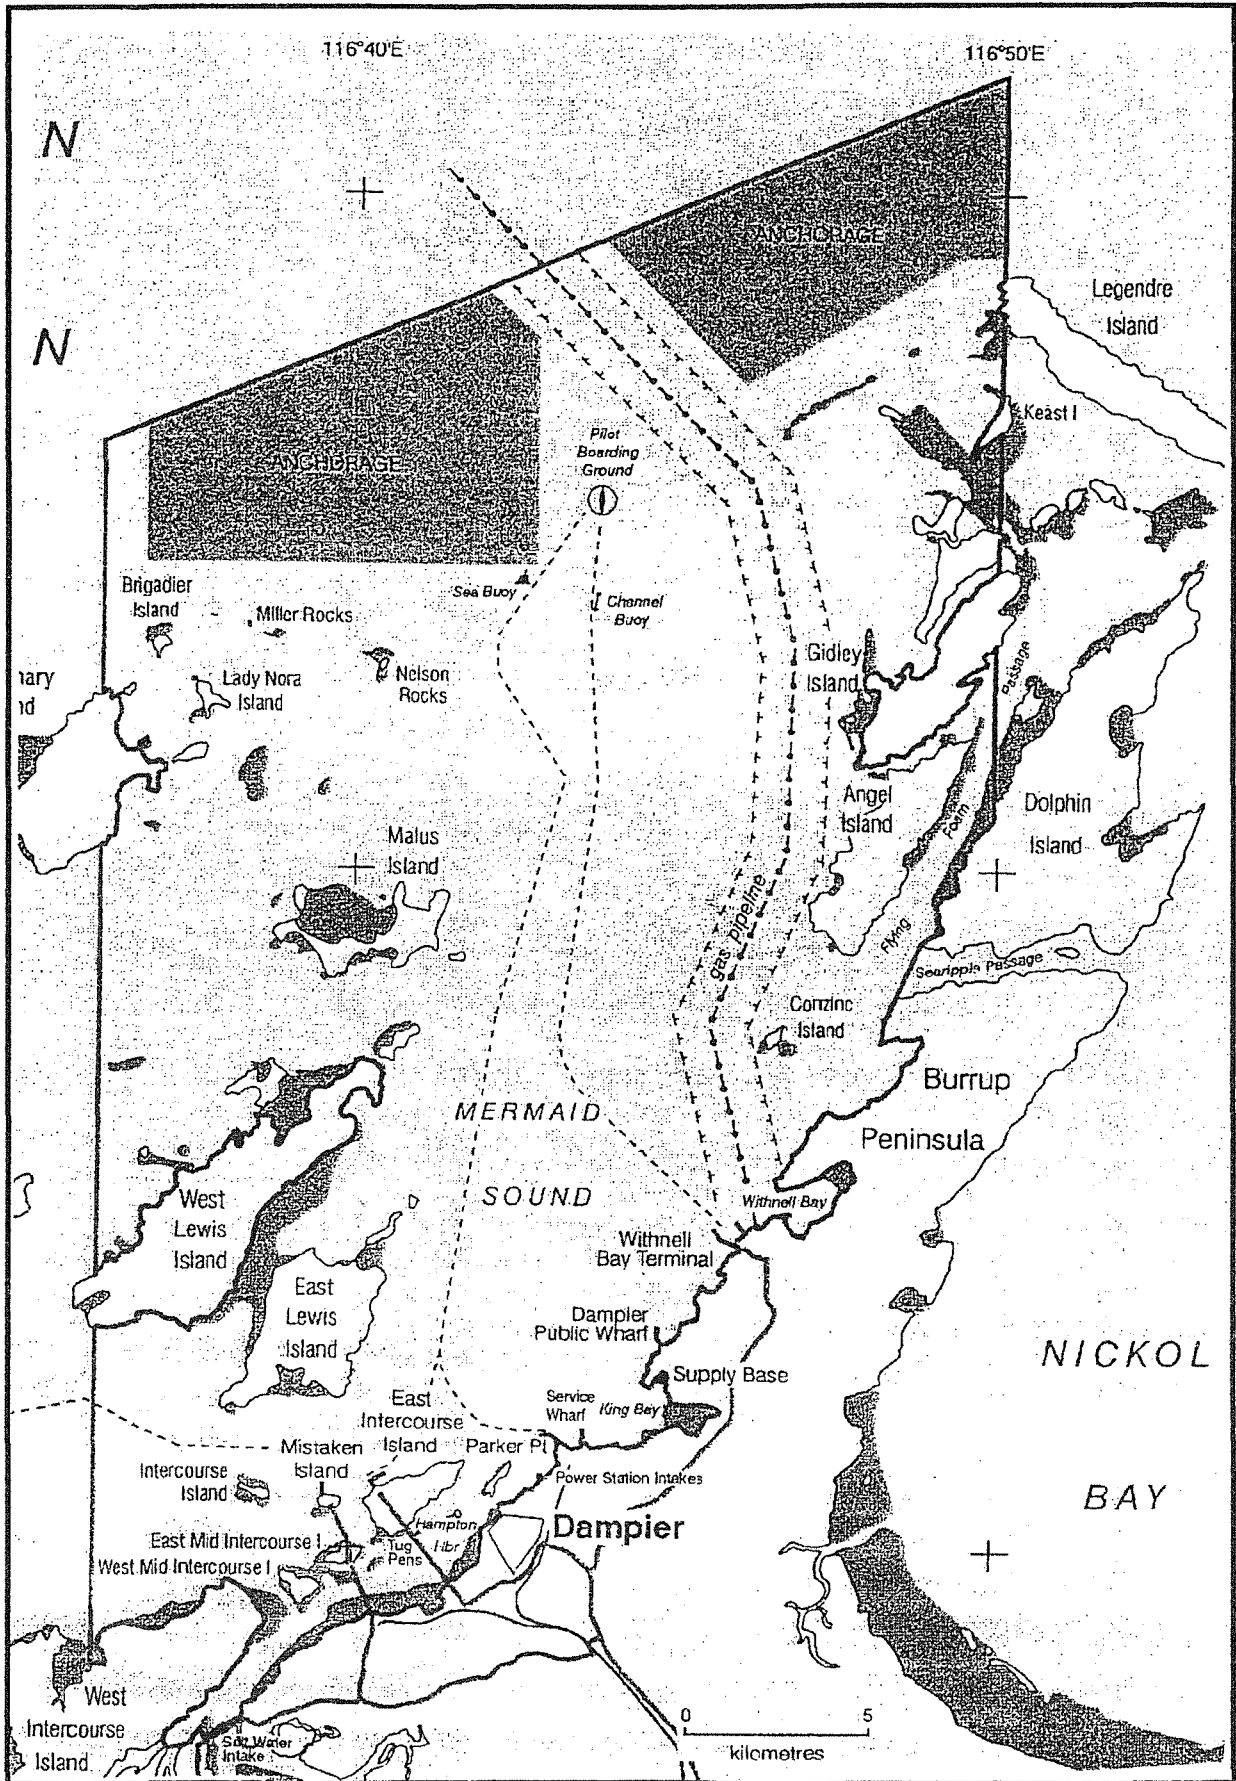 116°40'E
116°50'E
N
N
ANCHORAGE
Legendre
Island
Keast I
ANCHORAGE
Pilot
Boarding
Ground
Sea Buoy
Channel
Buoy
Brigadier
Island
Miller Rocks
Lady Nora
Island
Nelson
Rocks
Gidley
Island
Passage
Foam
Flying
Angel
Island
Dolphin
Island
Malus
Island
gas pipeline
Searipple Passage
Conzinc
Island
Burrup
Peninsula
MERMAID
SOUND
Withnell Bay
West
Lewis
Island
Withnell
Bay Terminal
East
Lewis
Island
Dampier
Public Wharf
Supply Base
NICKOL
BAY
East
Intercourse
Island
Service
Wharf
King Bay
Mistaken
Island
Parker Pt
Intercourse
Island
Power Station Intakes
Hampton
Hbr
Dampier
East Mid Intercourse I
Tug
Pens
West Mid Intercourse I
West
Intercourse
Island
Salt Water
Intake
0
5
kilometres